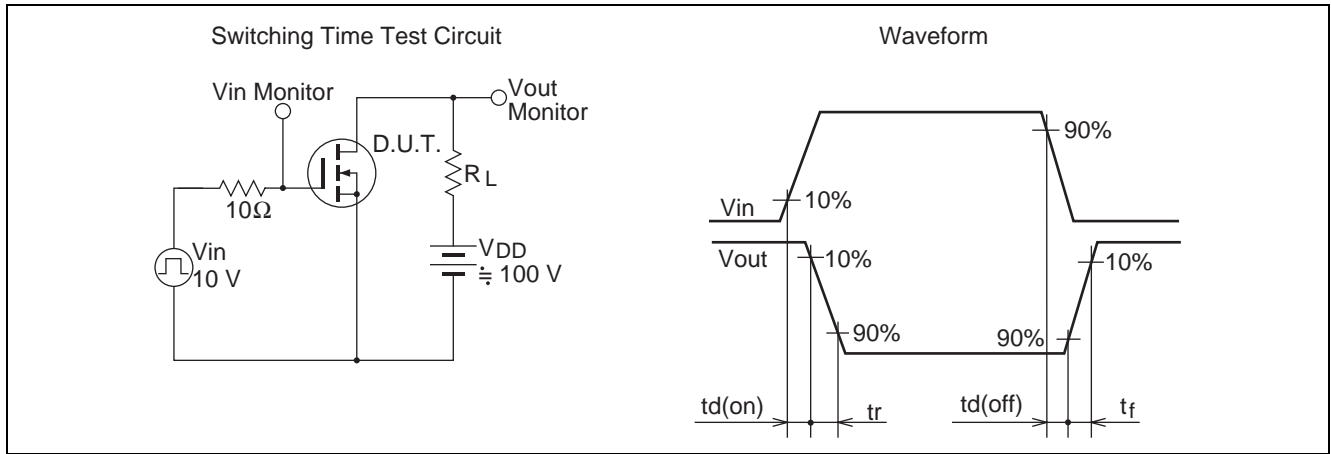 Switching Time Test Circuit
Vin Monitor
Vout
Monitor
D.U.T.
RL
10Ω
Vin
10 V
VDD
≒ 100 V
Waveform
Vin
10%
90%
Vout
10%
10%
90%
90%
td(on)
tr
td(off)
tf